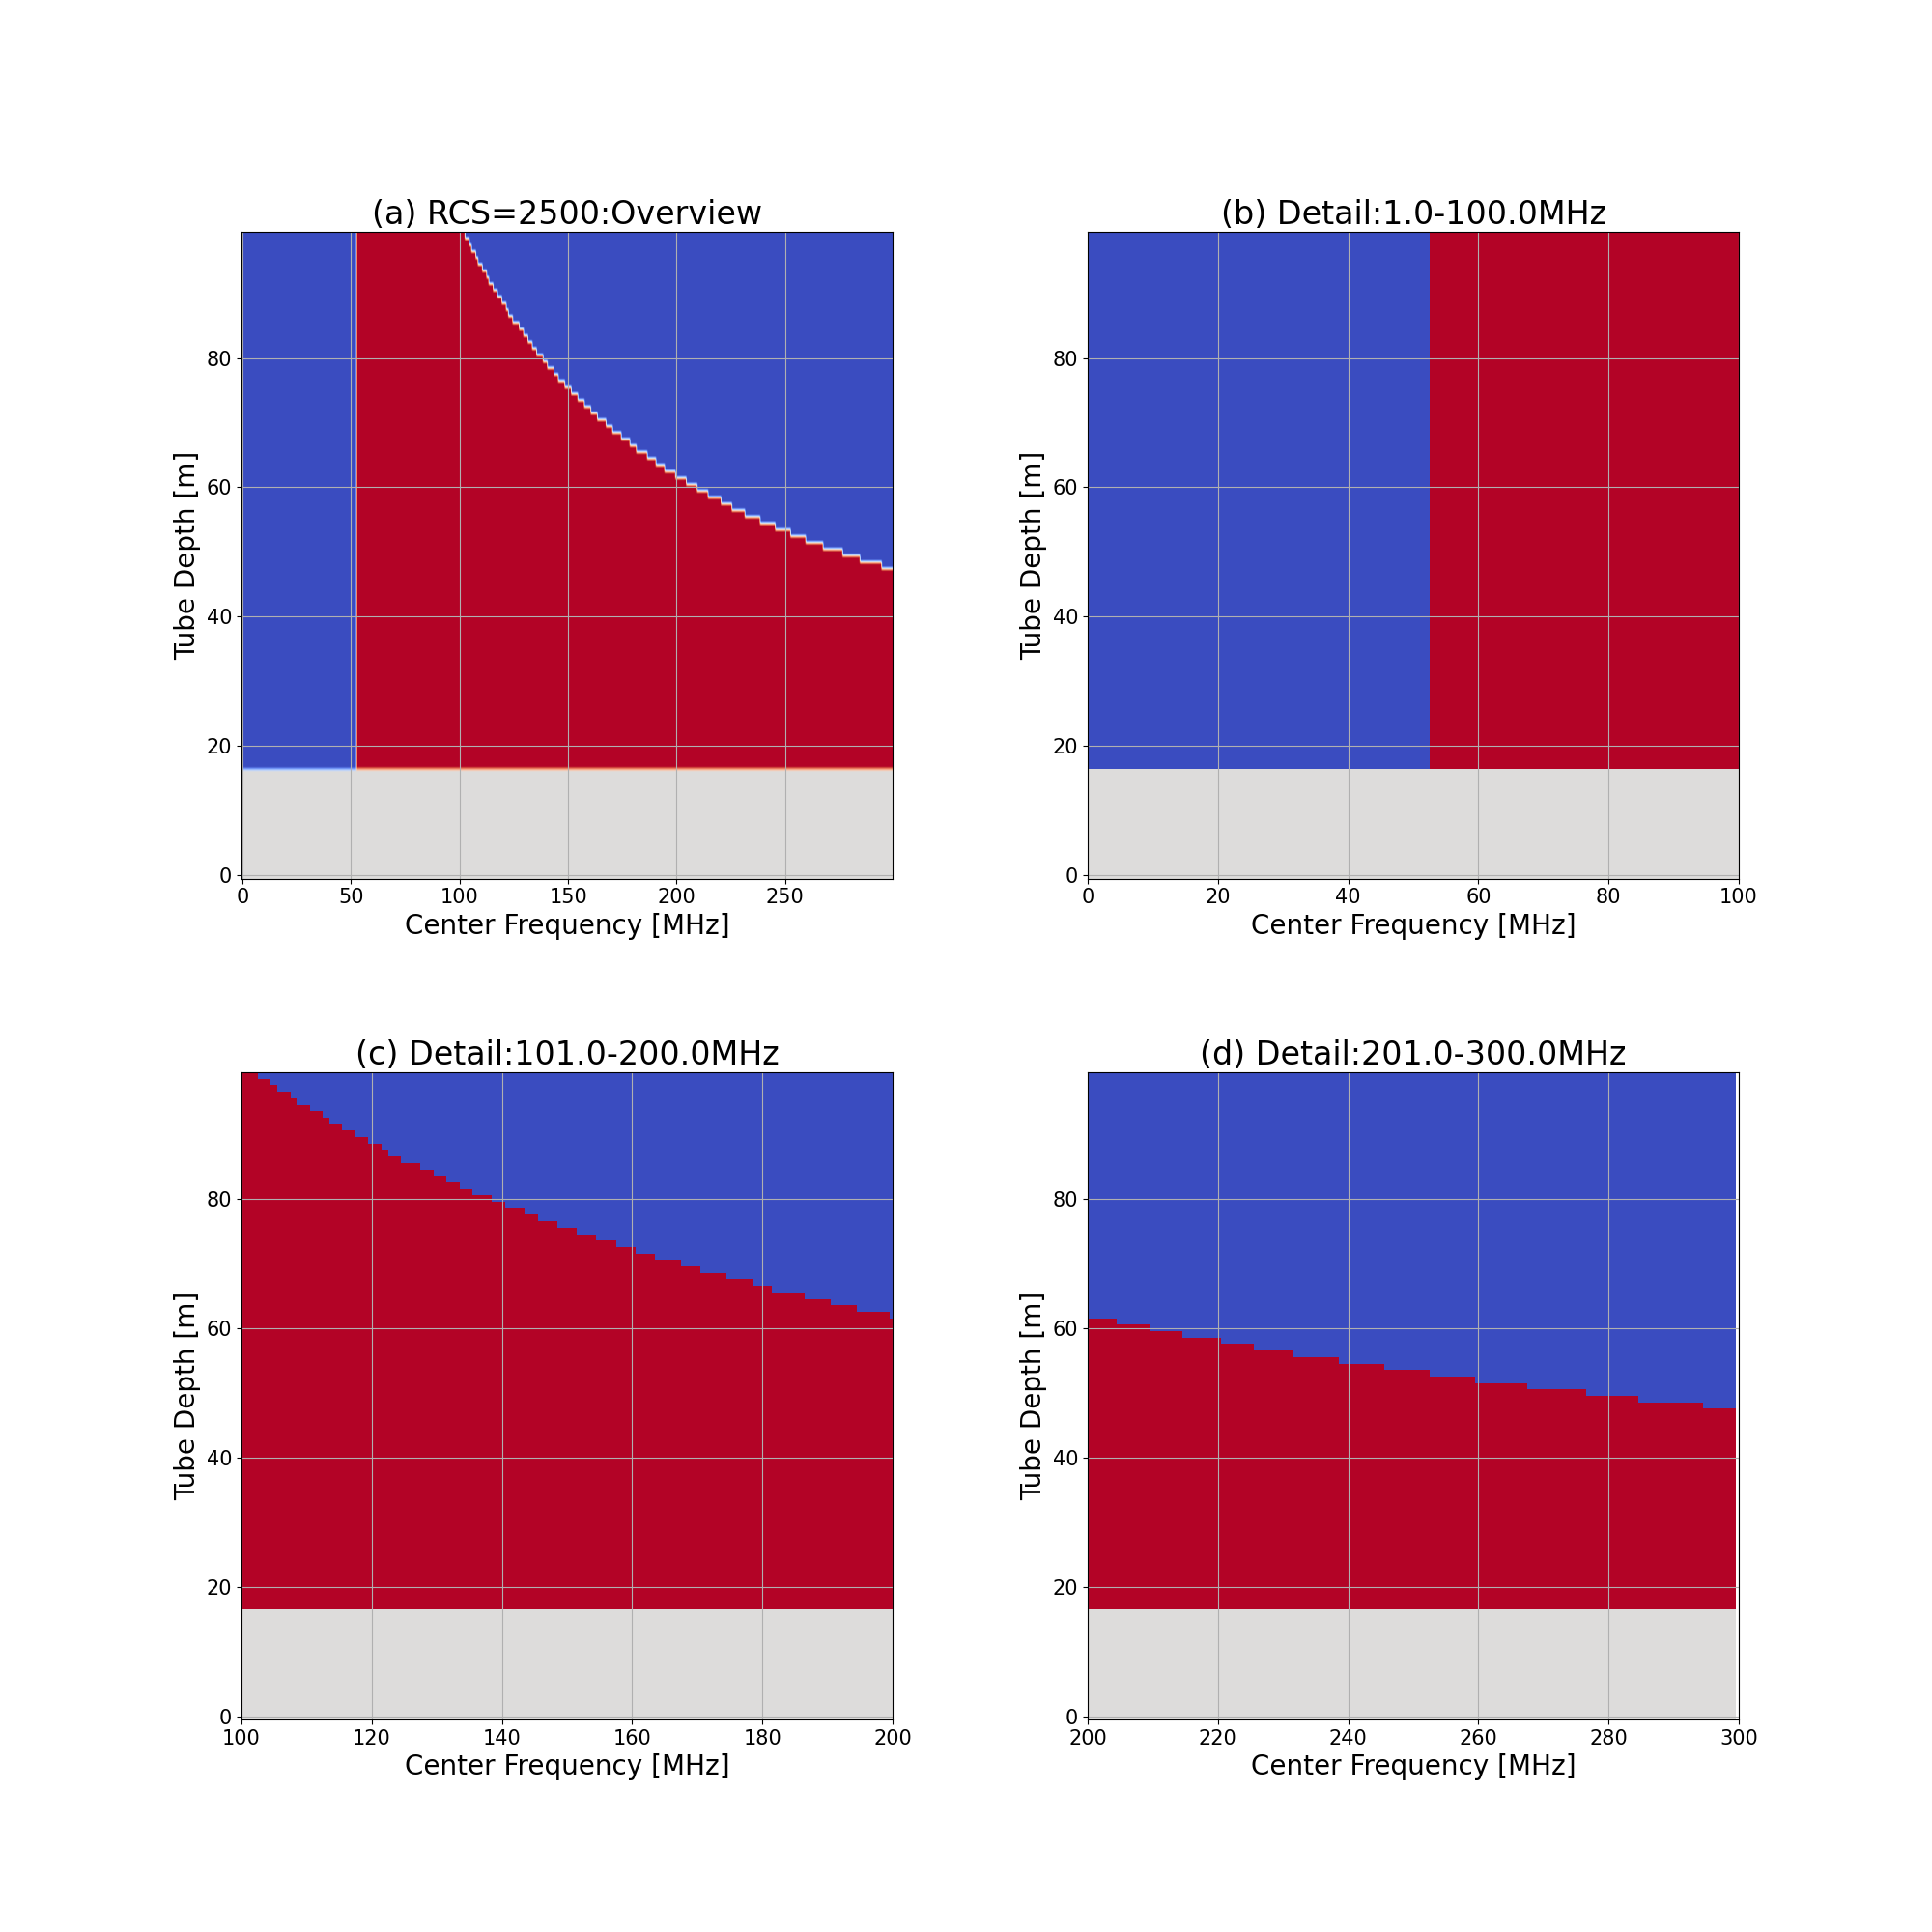 (a) RCS=2500:Overview
Tube Depth [m]
80
60
40
20
0
0 50 100 150 200 250
Center Frequency [MHz]
(b) Detail:1.0-100.0MHz
Tube Depth [m]
80
60
40
20
0
0 20 40 60 80 100
Center Frequency [MHz]
(c) Detail:101.0-200.0MHz
Tube Depth [m]
80
60
40
20
0
100 120 140 160 180 200
Center Frequency [MHz]
(d) Detail:201.0-300.0MHz
Tube Depth [m]
80
60
40
20
0
200 220 240 260 280 300
Center Frequency [MHz]